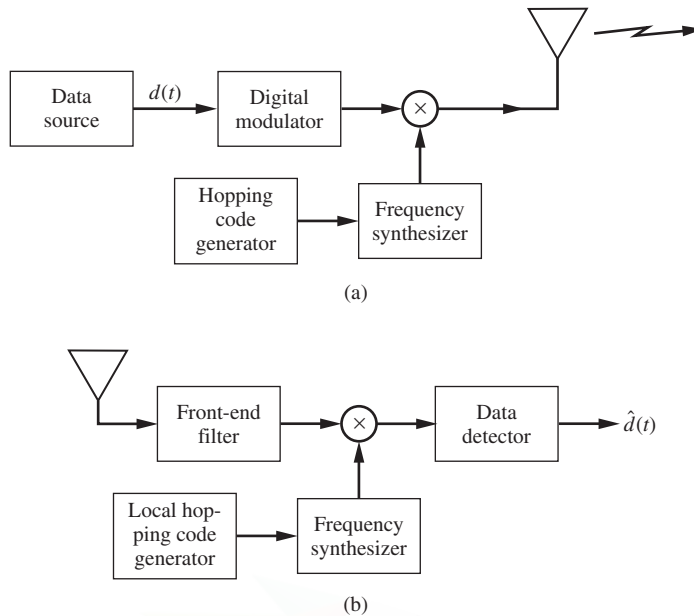 Data
source
d(t)
Digital
modulator
×
Hopping
code
generator
Frequency
synthesizer
(a)
Front-end
filter
×
Data
detector
d̂(t)
Local hop-
ping code
generator
Frequency
synthesizer
(b)